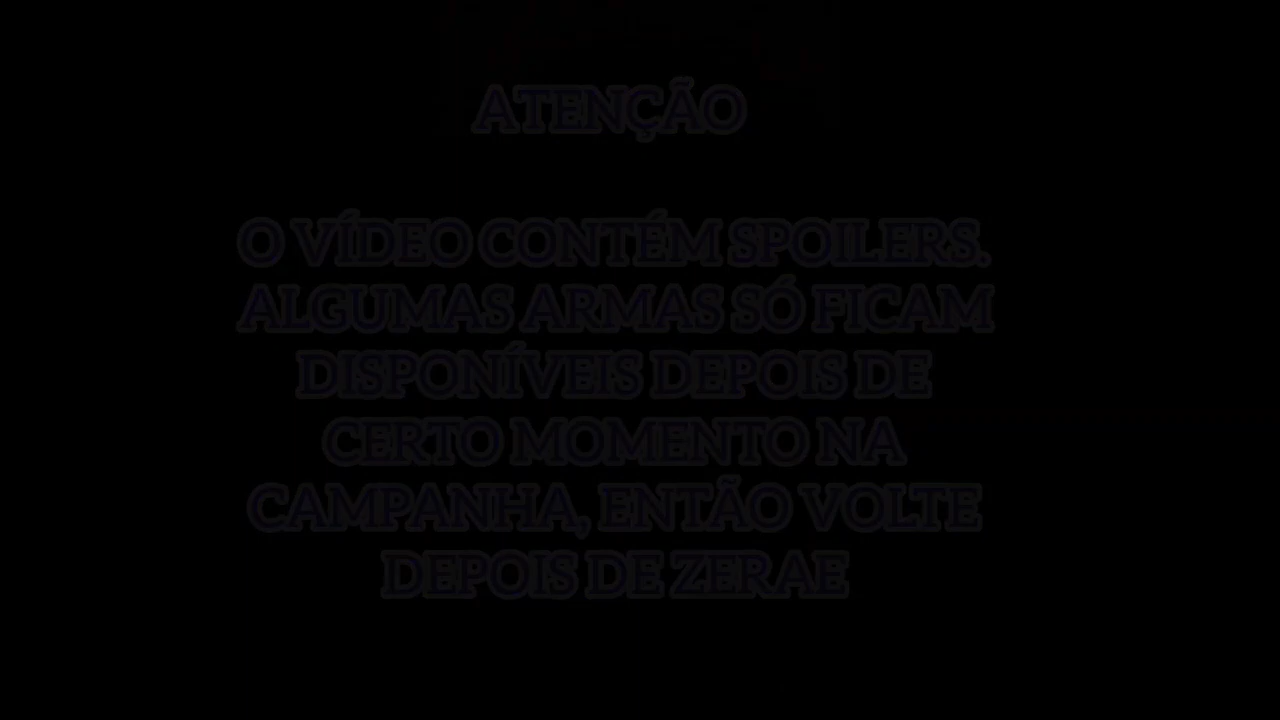 ATENÇÃO
O VÍDEO CONTÉM SPOILERS.
ALGUMAS ARMAS SÓ FICAM
DISPONÍVEIS DEPOIS DE
CERTO MOMENTO NA
CAMPANHA, ENTÃO VOLTE
DEPOIS DE ZERAE